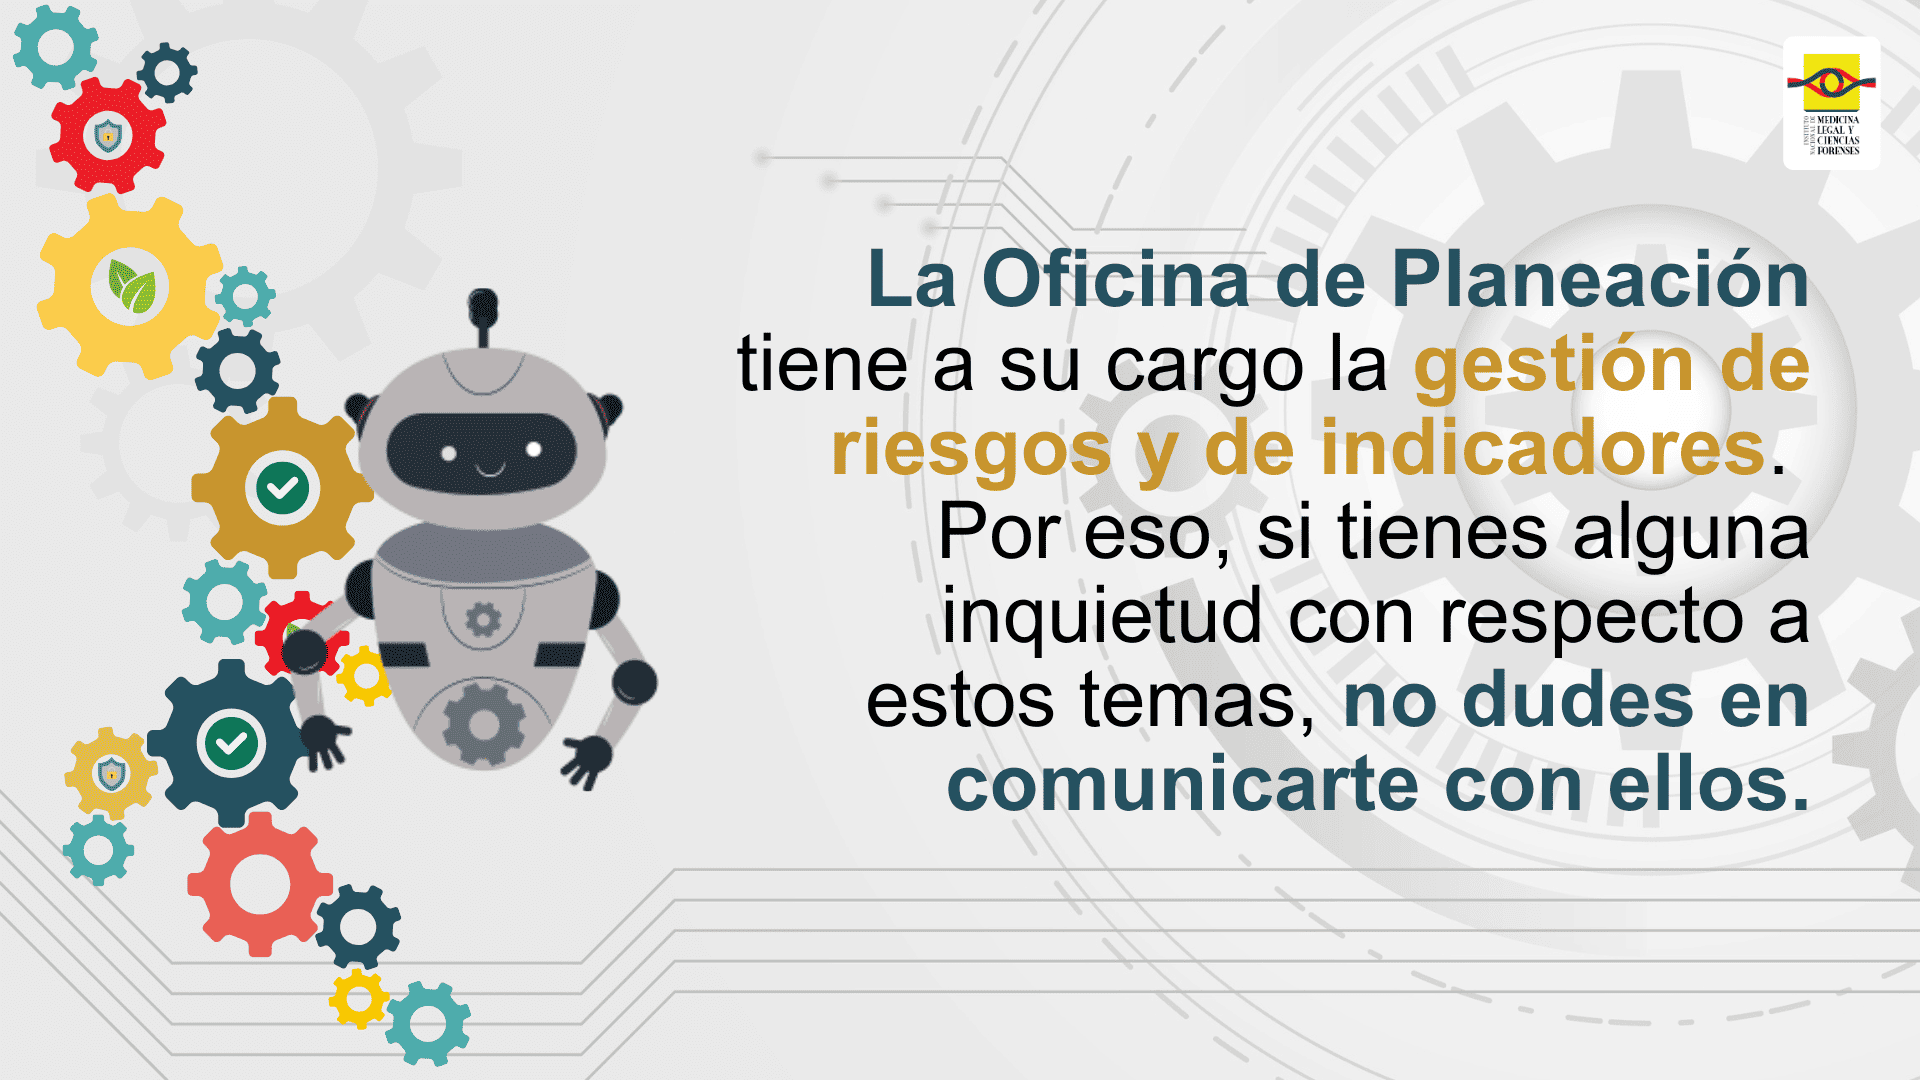 INSTITUTO
NACIONAL DE
MEDICINA
LEGAL Y
CIENCIAS
FORENSES
La Oficina de Planeación
tiene a su cargo la gestión de
riesgos y de indicadores.
Por eso, si tienes alguna
inquietud con respecto a
estos temas, no dudes en
comunicarte con ellos.